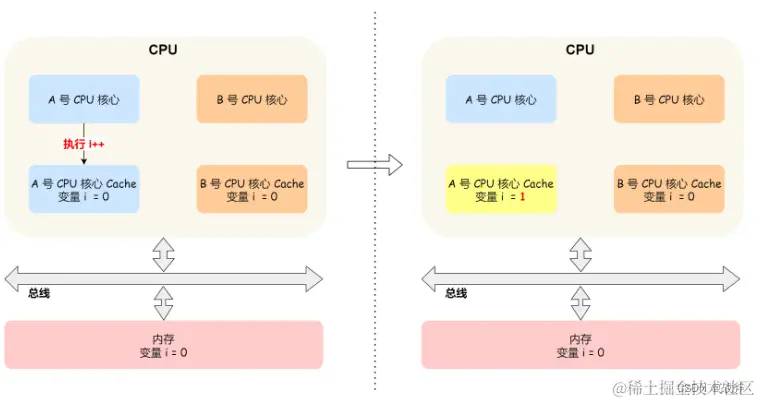 CPU
A 号 CPU 核心
B 号 CPU 核心
执行 i++
A 号 CPU 核心 Cache
变量 i = 0
B 号 CPU 核心 Cache
变量 i = 0
总线
内存
变量 i = 0
CPU
A 号 CPU 核心
B 号 CPU 核心
A 号 CPU 核心 Cache
变量 i = 1
B 号 CPU 核心 Cache
变量 i = 0
总线
内存
变量 i = 0
@稀土掘金技术社区